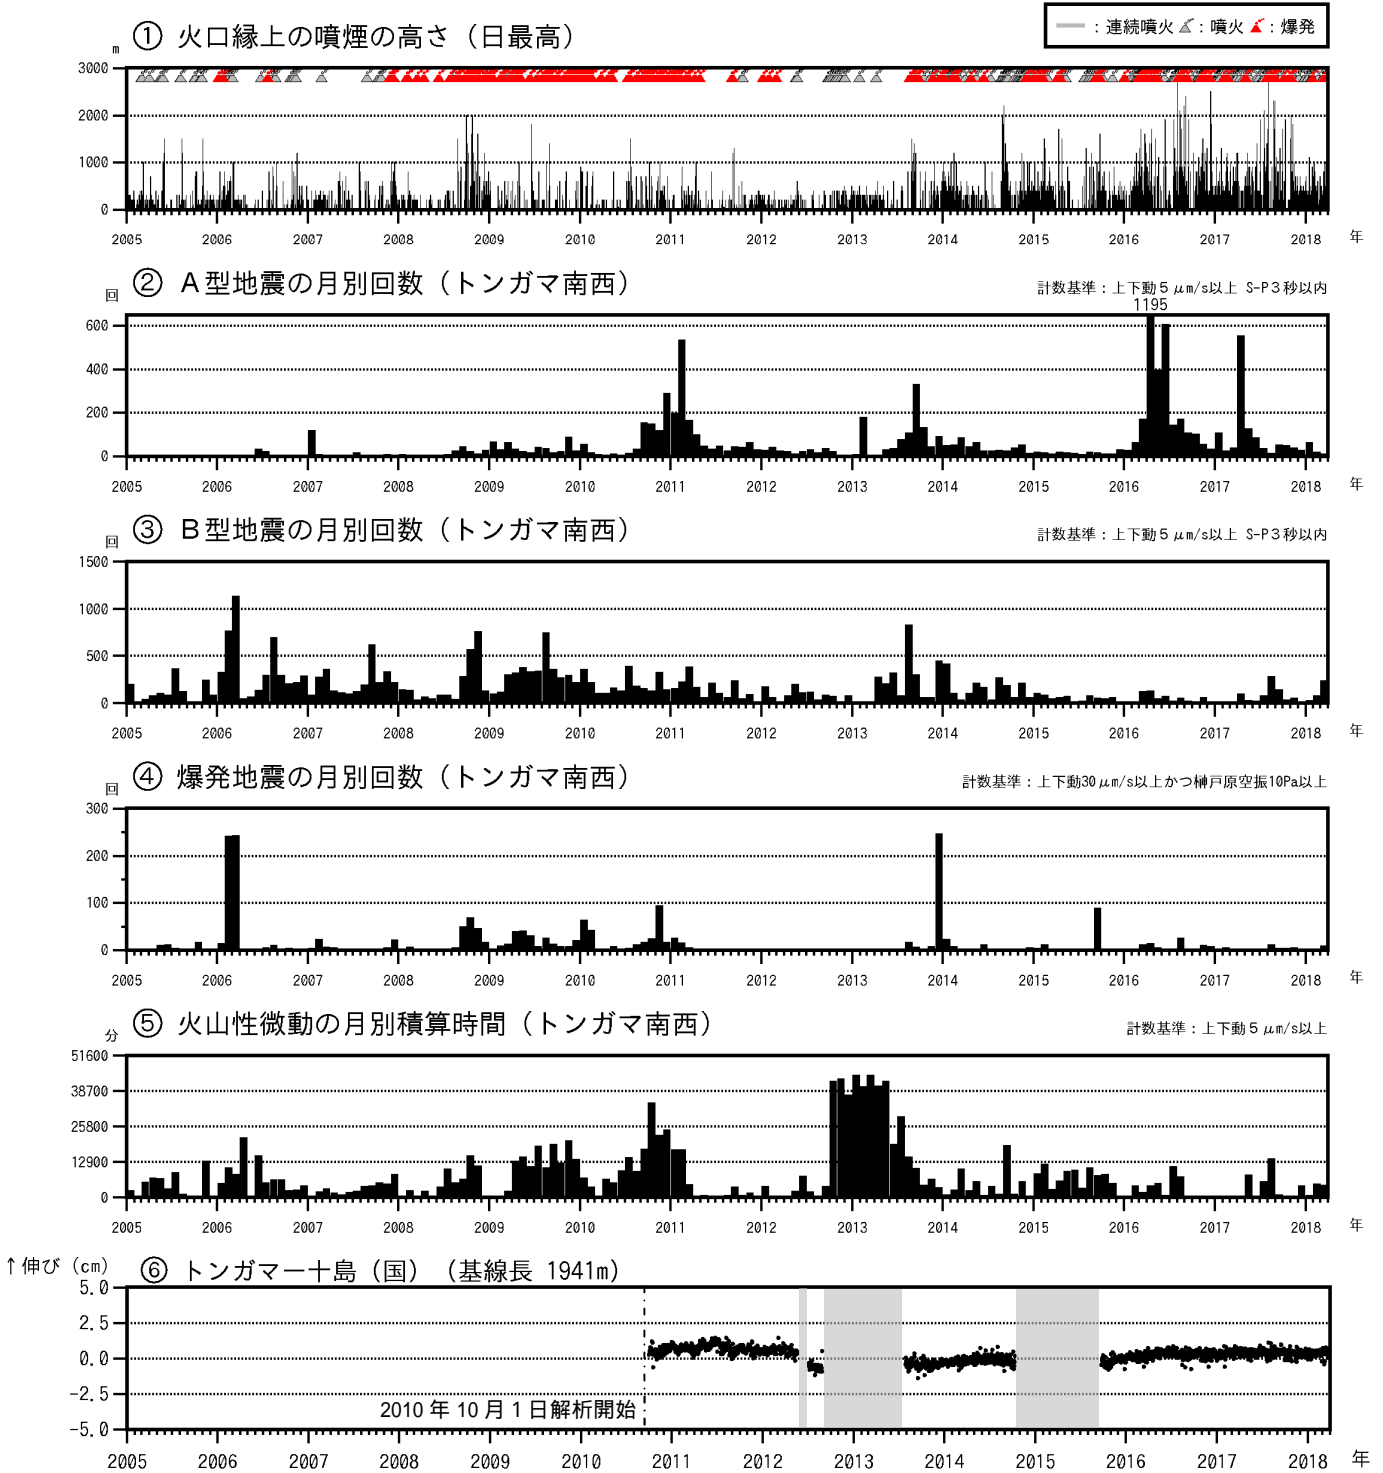 ：連続噴火 ：噴火 ：爆発
m ① 火口縁上の噴煙の高さ（日最高）
3000
2000
1000
0
2005 2006 2007 2008 2009 2010 2011 2012 2013 2014 2015 2016 2017 2018 年
回 ② Ａ型地震の月別回数（トンガマ南西） 計数基準：上下動５μm/s以上 S-P３秒以内
1195
600
400
200
0
2005 2006 2007 2008 2009 2010 2011 2012 2013 2014 2015 2016 2017 2018 年
回 ③ Ｂ型地震の月別回数（トンガマ南西） 計数基準：上下動５μm/s以上 S-P３秒以内
1500
1000
500
0
2005 2006 2007 2008 2009 2010 2011 2012 2013 2014 2015 2016 2017 2018 年
回 ④ 爆発地震の月別回数（トンガマ南西） 計数基準：上下動30μm/s以上かつ榊戸原空振10Pa以上
300
200
100
0
2005 2006 2007 2008 2009 2010 2011 2012 2013 2014 2015 2016 2017 2018 年
分 ⑤ 火山性微動の月別積算時間（トンガマ南西） 計数基準：上下動５μm/s以上
51600
38700
25800
12900
0
2005 2006 2007 2008 2009 2010 2011 2012 2013 2014 2015 2016 2017 2018 年
↑伸び（cm） ⑥ トンガマー十島（国）（基線長 1941m）
5.0
2.5
0.0
-2.5
2010年10月1日解析開始
-5.0
2005 2006 2007 2008 2009 2010 2011 2012 2013 2014 2015 2016 2017 2018 年